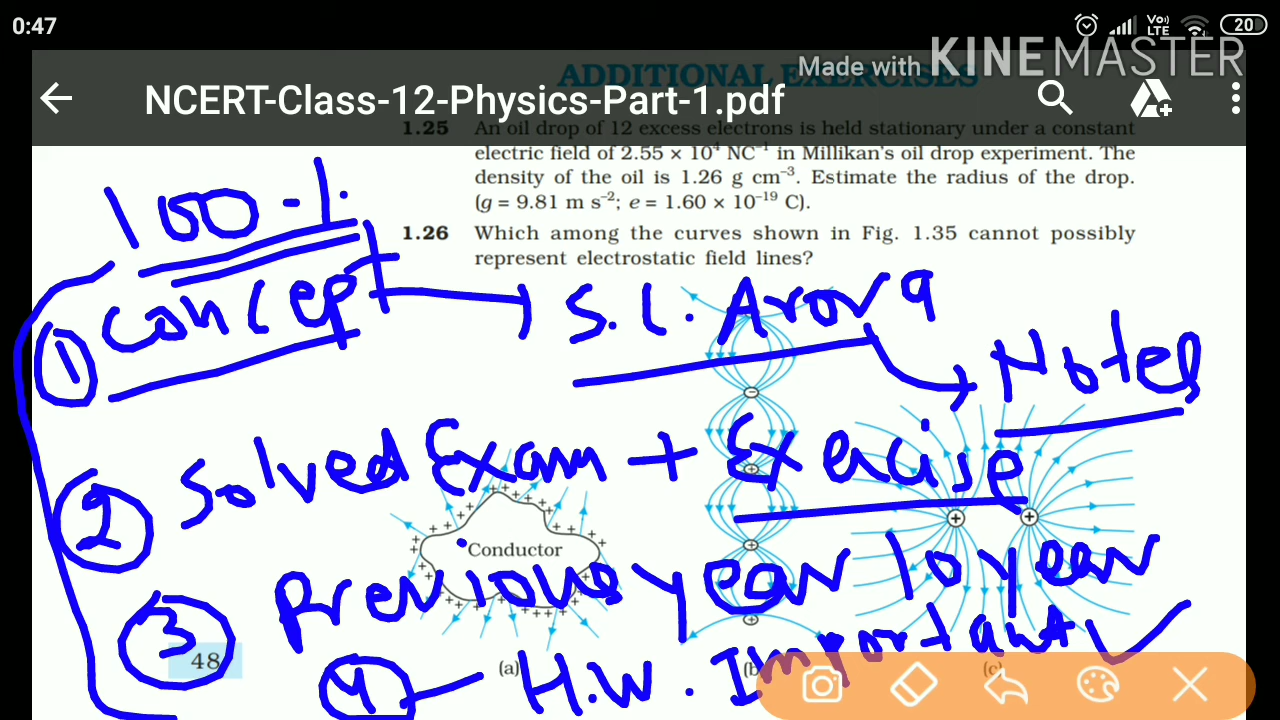 0:47
Vo) LTE
20
Made with KINEMASTER
NCERT-Class-12-Physics-Part-1.pdf
ADDITIONAL EXERCISES
1.25 An oil drop of 12 excess electrons is held stationary under a constant
electric field of 2.55 × 10⁴ NC⁻¹ in Millikan's oil drop experiment. The
density of the oil is 1.26 g cm⁻³. Estimate the radius of the drop.
(g = 9.81 m s⁻²; e = 1.60 × 10⁻¹⁹ C).
1.26 Which among the curves shown in Fig. 1.35 cannot possibly
represent electrostatic field lines?
100-%
1 Concept → S.L. Arora → Notes
2 Solved Exam + Exercise
Conductor
3 Previous year 10 year
48
4 H.W. Important
(a)
(b)
(c)